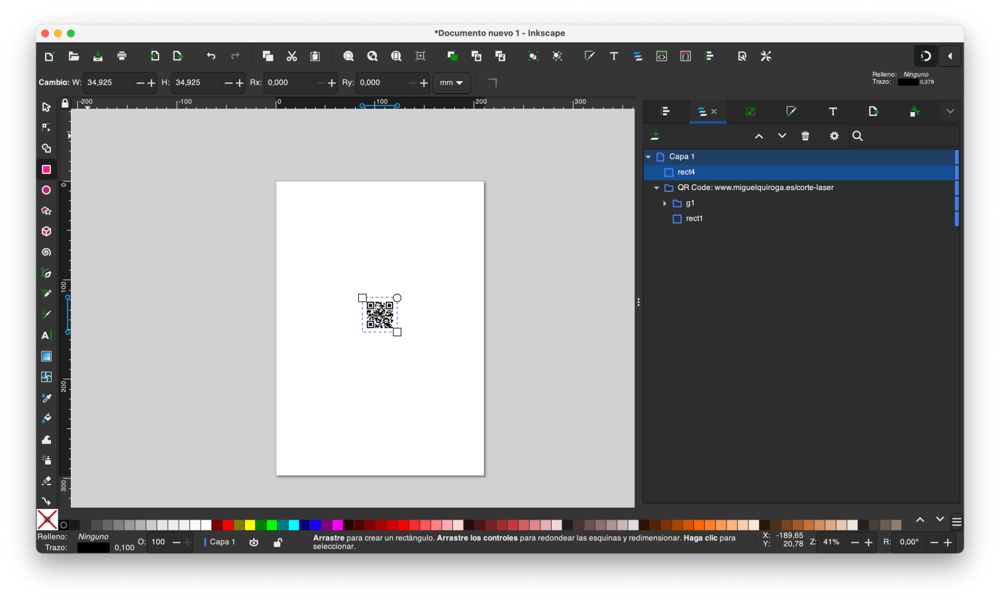 *Documento nuevo 1 - Inkscape
Cambio: W: 34,925 H: 34,925 Rx: 0,000 Ry: 0,000 mm
Relleno: Ninguno
Trazo: 0,378
-200 -100 0 100 200 300
0
100
200
300
Capa 1
rect4
QR Code: www.miguelquiroga.es/corte-laser
g1
rect1
Relleno: Ninguno
Trazo: 0,100
O: 100
Capa 1
Arrastre para crear un rectángulo. Arrastre los controles para redondear las esquinas y redimensionar. Haga clic para
seleccionar.
X: -189,65
Y: 20,78
Z: 41%
R: 0,00°